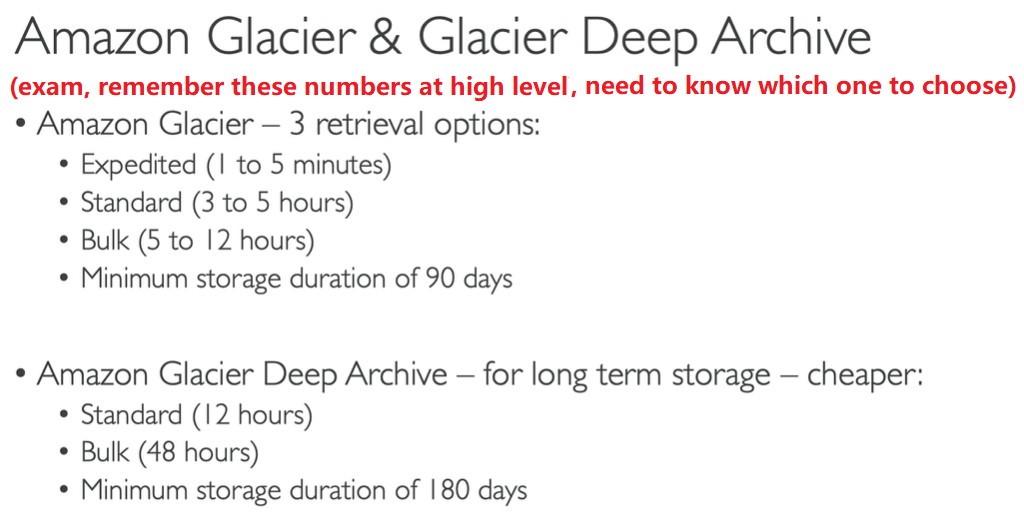 Amazon Glacier & Glacier Deep Archive
(exam, remember these numbers at high level, need to know which one to choose)
• Amazon Glacier – 3 retrieval options:
• Expedited (1 to 5 minutes)
• Standard (3 to 5 hours)
• Bulk (5 to 12 hours)
• Minimum storage duration of 90 days
• Amazon Glacier Deep Archive – for long term storage – cheaper:
• Standard (12 hours)
• Bulk (48 hours)
• Minimum storage duration of 180 days